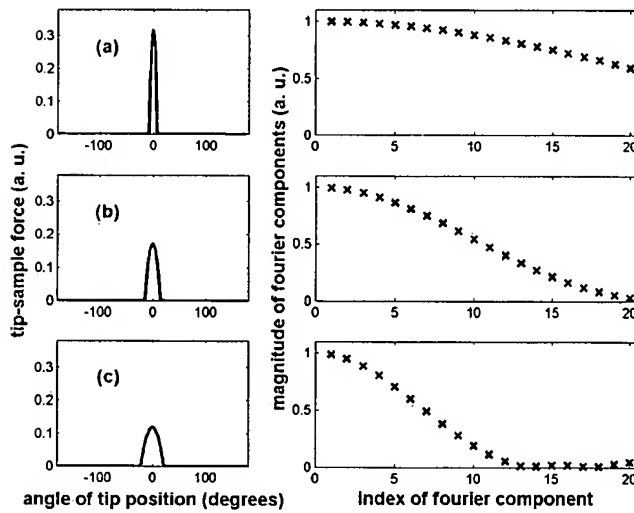 (a)
0.3
0.2
0.1
0
-100 0 100
1
0.5
0
0 5 10 15 20
(b)
0.3
0.2
0.1
0
-100 0 100
1
0.5
0
0 5 10 15 20
(c)
0.3
0.2
0.1
0
-100 0 100
1
0.5
0
0 5 10 15 20
tip-sample force (a. u.)
magnitude of fourier components (a. u.)
angle of tip position (degrees)
index of fourier component